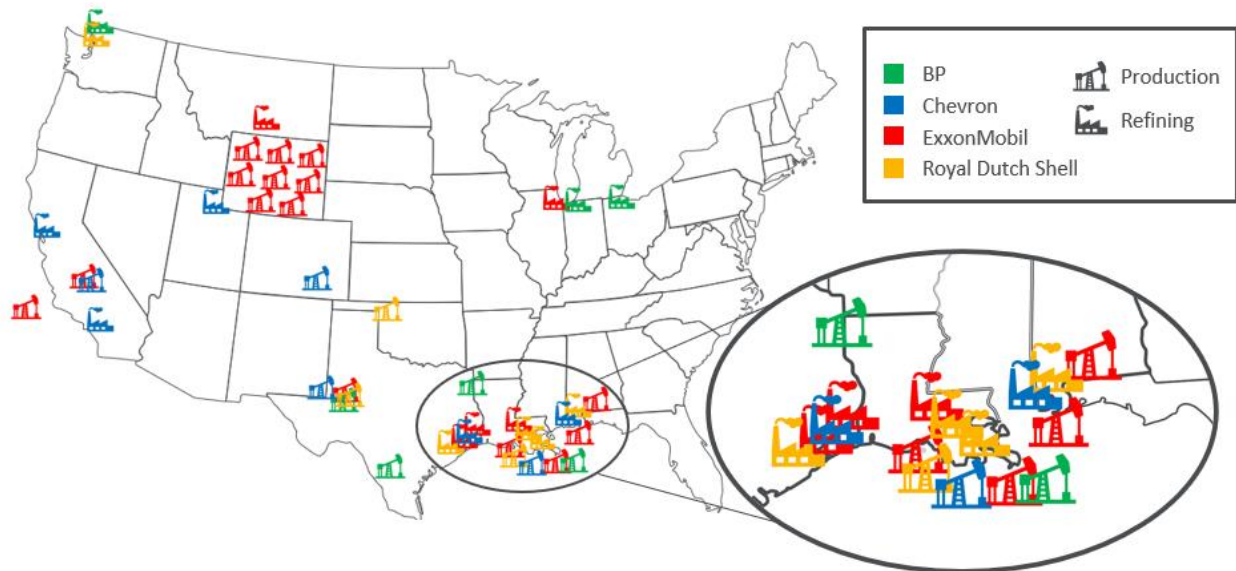 BP
Chevron
ExxonMobil
Royal Dutch Shell
Production
Refining